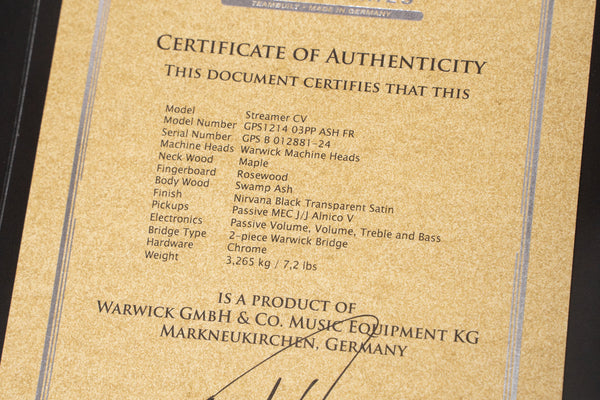 TEAMBUILT • MADE IN GERMANY
CERTIFICATE OF AUTHENTICITY
THIS DOCUMENT CERTIFIES THAT THIS
Model Streamer CV
Model Number GPS1214 03PP ASH FR
Serial Number GPS B 012881-24
Machine Heads Warwick Machine Heads
Neck Wood Maple
Fingerboard Rosewood
Body Wood Swamp Ash
Finish Nirvana Black Transparent Satin
Pickups Passive MEC J/J Alnico V
Electronics Passive Volume, Volume, Treble and Bass
Bridge Type 2-piece Warwick Bridge
Hardware Chrome
Weight 3,265 kg / 7,2 lbs
IS A PRODUCT OF
WARWICK GMBH & CO. MUSIC EQUIPMENT KG
MARKNEUKIRCHEN, GERMANY